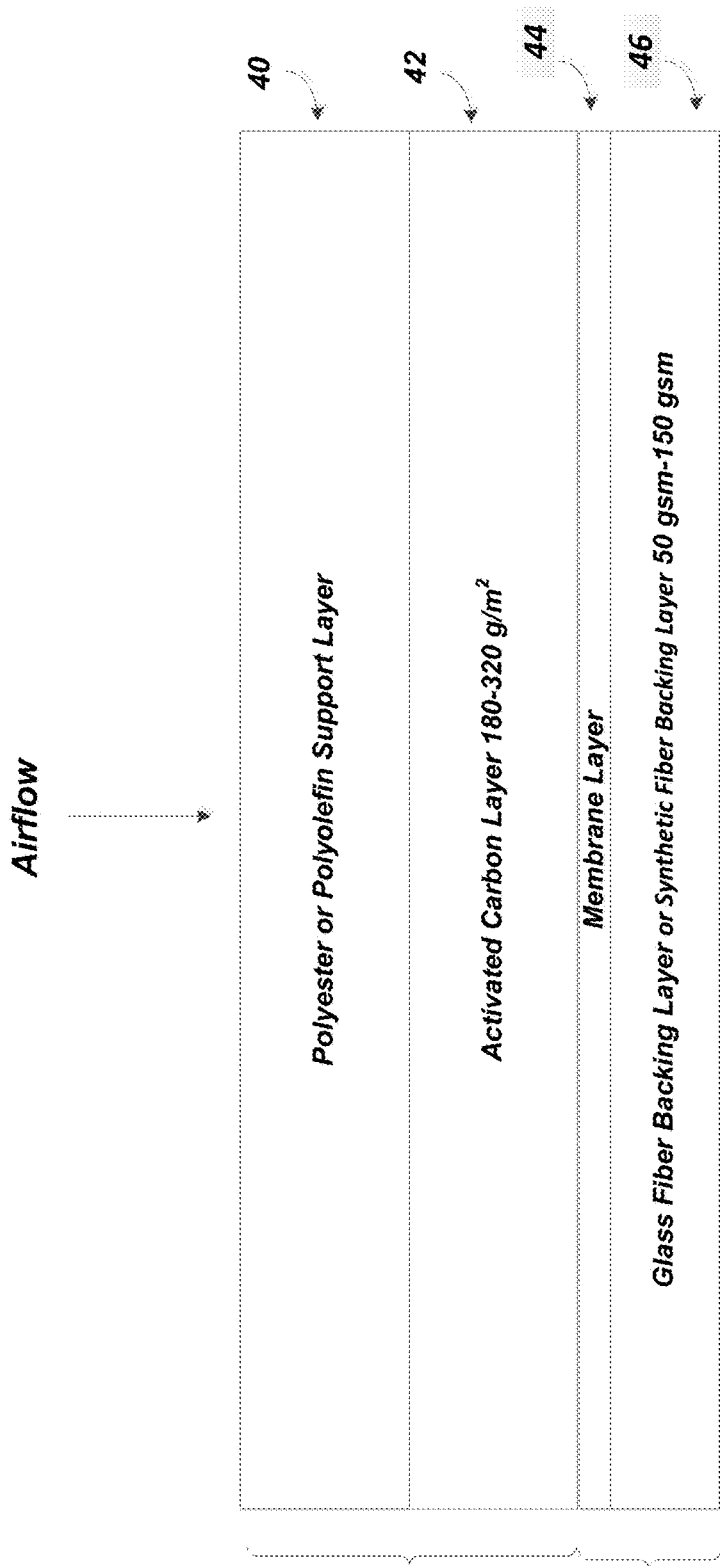 Airflow
40
Polyester or Polyolefin Support Layer
42
Activated Carbon Layer 180-320 g/m²
44
Membrane Layer
46
Glass Fiber Backing Layer or Synthetic Fiber Backing Layer 50 gsm-150 gsm